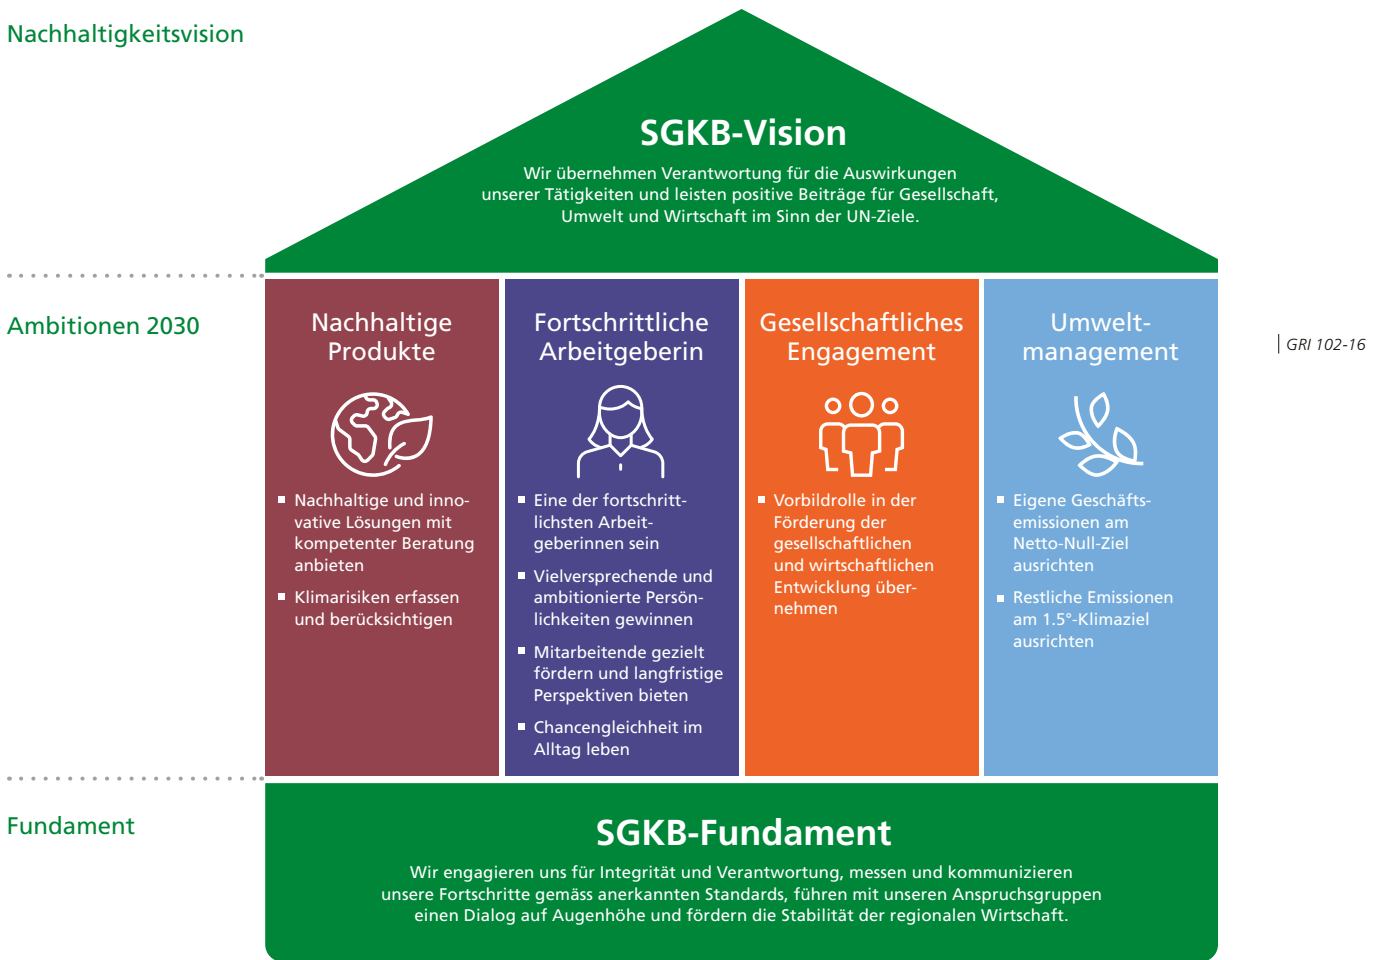 Nachhaltigkeitsvision
SGKB-Vision
Wir übernehmen Verantwortung für die Auswirkungen
unserer Tätigkeiten und leisten positive Beiträge für Gesellschaft,
Umwelt und Wirtschaft im Sinn der UN-Ziele.
Ambitionen 2030
Nachhaltige
Produkte
Nachhaltige und inno-
vative Lösungen mit
kompetenter Beratung
anbieten
Klimarisiken erfassen
und berücksichtigen
Fortschrittliche
Arbeitgeberin
Eine der fortschritt-
lichsten Arbeit-
geberinnen sein
Vielversprechende und
ambitionierte Persön-
lichkeiten gewinnen
Mitarbeitende gezielt
fördern und langfristige
Perspektiven bieten
Chancengleichheit im
Alltag leben
Gesellschaftliches
Engagement
Vorbildrolle in der
Förderung der
gesellschaftlichen
und wirtschaftlichen
Entwicklung über-
nehmen
Umwelt-
management
Eigene Geschäfts-
emissionen am
Netto-Null-Ziel
ausrichten
Restliche Emissionen
am 1.5°-Klimaziel
ausrichten
GRI 102-16
Fundament
SGKB-Fundament
Wir engagieren uns für Integrität und Verantwortung, messen und kommunizieren
unsere Fortschritte gemäss anerkannten Standards, führen mit unseren Anspruchsgruppen
einen Dialog auf Augenhöhe und fördern die Stabilität der regionalen Wirtschaft.